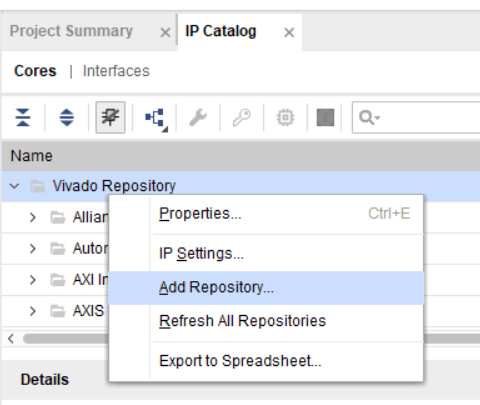 Project Summary × IP Catalog ×
Cores | Interfaces
Q
Name
Vivado Repository
Properties... Ctrl+E
IP Settings...
Add Repository...
Refresh All Repositories
Export to Spreadsheet...
Allian
Autor
AXI In
AXIS
Details